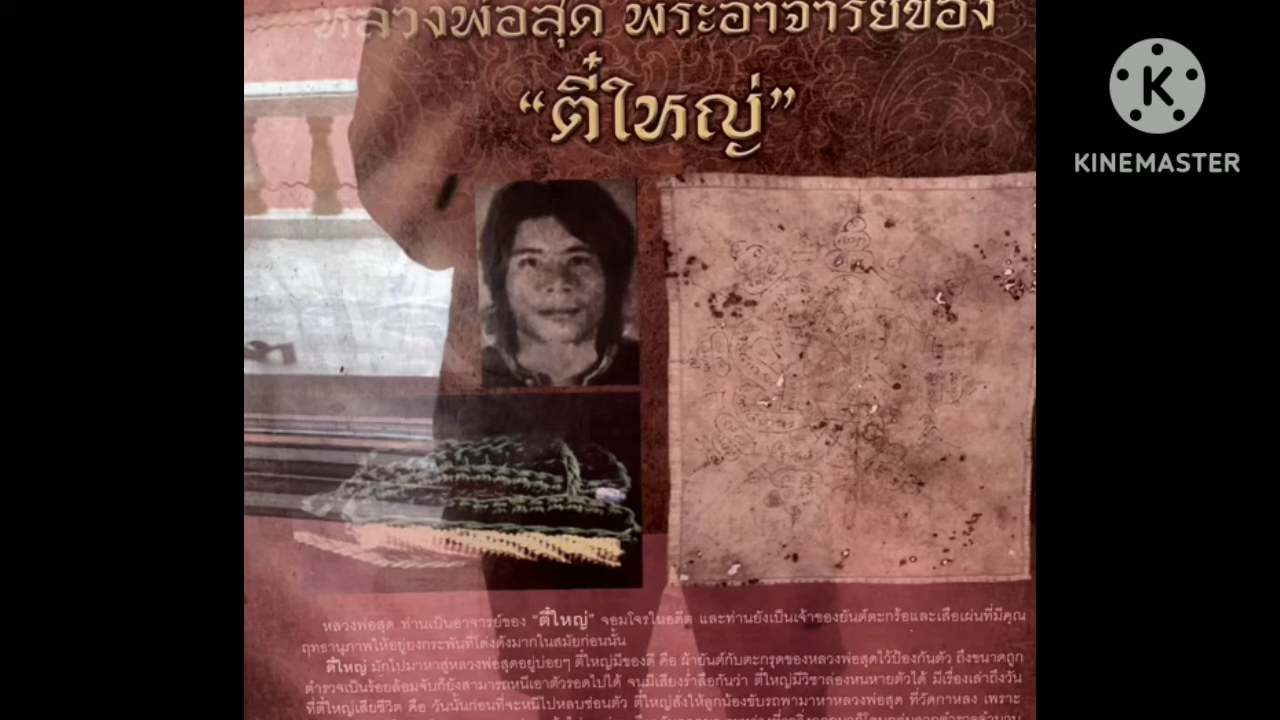 หลวงพ่อสุด พระอาจารย์ของ
“ตี๋ใหญ่”
KINEMASTER
หลวงพ่อสุด ท่านเป็นอาจารย์ของ “ตี๋ใหญ่” จอมโจรในอดีต และท่านยังเป็นเจ้าของยันต์ตะกร้อและเสือเผ่นที่มีคุณ
ฤทธานุภาพให้อยู่ยงกระพันที่โด่งดังมากในสมัยก่อนนั้น
ตี๋ใหญ่ มักไปมาหาสู่หลวงพ่อสุดอยู่บ่อยๆ ตี๋ใหญ่มีของดี คือ ผ้ายันต์กับตะกรุดของหลวงพ่อสุดไว้ป้องกันตัว ถึงขนาดถูก
ตำรวจเป็นร้อยล้อมจับก็ยังสามารถหนีเอาตัวรอดไปได้ จนมีเสียงร่ำลือกันว่า ตี๋ใหญ่มีวิชาล่องหนหายตัวได้ มีเรื่องเล่าถึงวัน
ที่ตี๋ใหญ่เสียชีวิต คือ วันนั้นก่อนที่จะหนีไปหลบซ่อนตัว ตี๋ใหญ่สั่งให้ลูกน้องขับรถพามาหาหลวงพ่อสุด ที่วัดกาหลง เพราะ